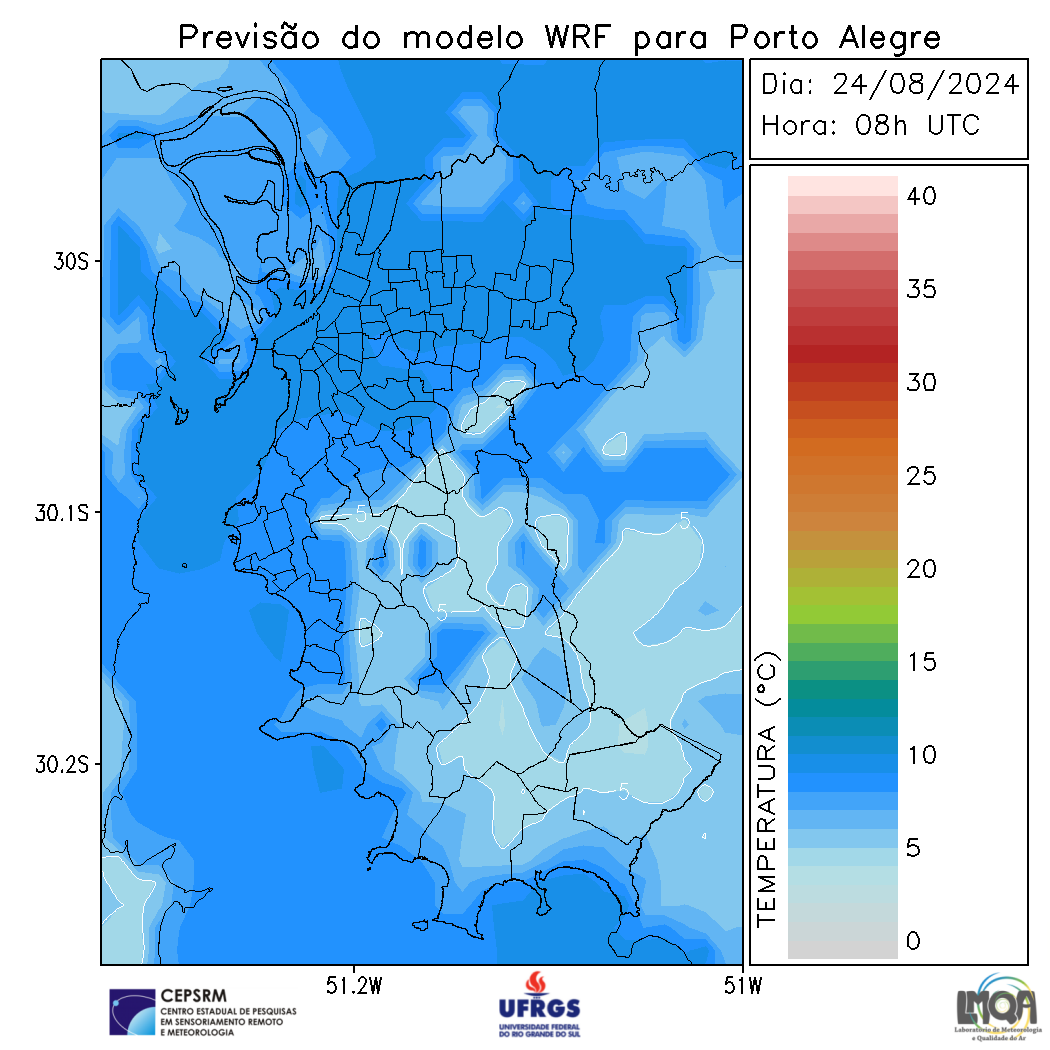 Previsão do modelo WRF para Porto Alegre
Dia: 24/08/2024
Hora: 08h UTC
40
35
30
25
20
15
10
5
0
TEMPERATURA (°C)
30S
30.1S
30.2S
51.2W
51W
5
5
5
5
4
CEPSRM
CENTRO ESTADUAL DE PESQUISAS
EM SENSORIAMENTO REMOTO
E METEOROLOGIA
UFRGS
UNIVERSIDADE FEDERAL
DO RIO GRANDE DO SUL
LMQA
Laboratório de Meteorologia
e Qualidade do Ar